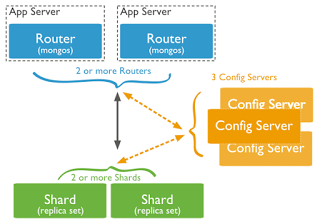 App Server
App Server
Router
(mongos)
Router
(mongos)
2 or more Routers
3 Config Servers
Config Server
Config Server
Config Server
2 or more Shards
Shard
(replica set)
Shard
(replica set)